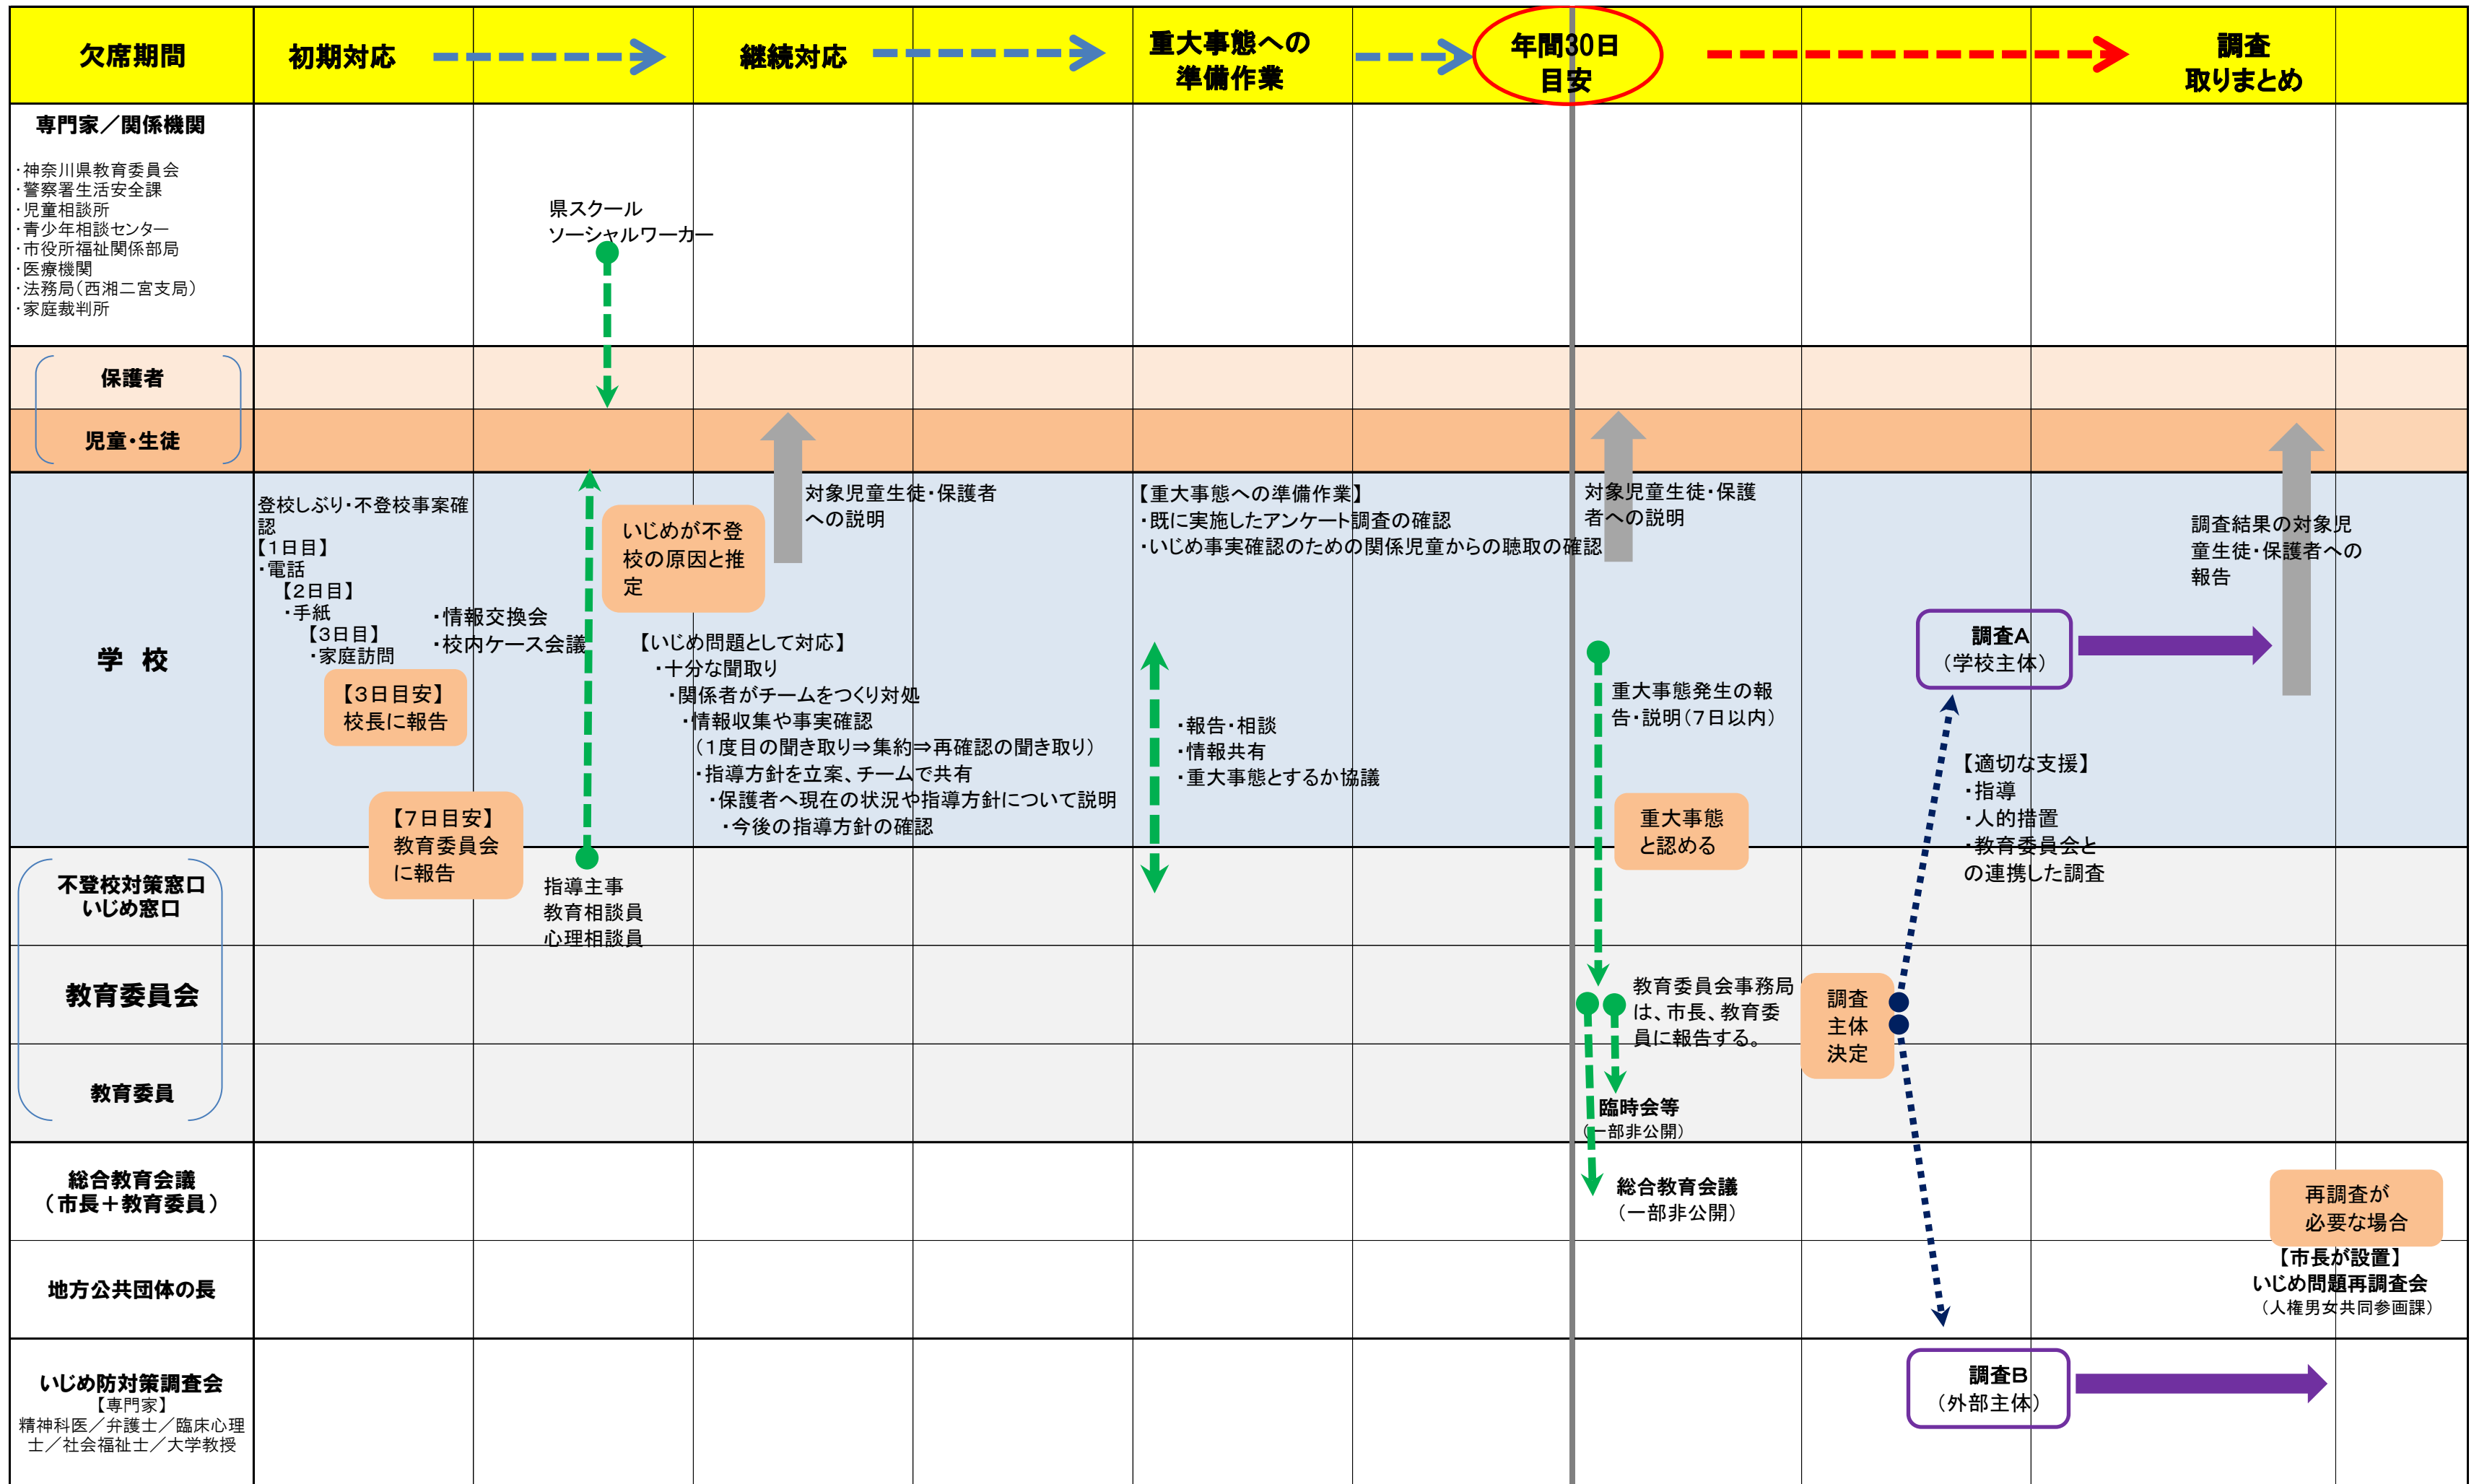 欠席期間
初期対応
継続対応
重大事態への
準備作業
年間30日
目安
調査
取りまとめ
専門家／関係機関
・神奈川県教育委員会
・警察署生活安全課
・児童相談所
・青少年相談センター
・市役所福祉関係部局
・医療機関
・法務局（西湘二宮支局）
・家庭裁判所
県スクール
ソーシャルワーカー
保護者
児童・生徒
学　校
登校しぶり・不登校事案確
認
【1日目】
・電話
【2日目】
・手紙
【3日目】
・家庭訪問
・情報交換会
・校内ケース会議
【3日目安】
校長に報告
【7日目安】
教育委員会
に報告
いじめが不登
校の原因と推
定
対象児童生徒・保護者
への説明
【いじめ問題として対応】
・十分な聞取り
・関係者がチームをつくり対処
・情報収集や事実確認
（1度目の聞き取り⇒集約⇒再確認の聞き取り）
・指導方針を立案、チームで共有
・保護者へ現在の状況や指導方針について説明
・今後の指導方針の確認
【重大事態への準備作業】
・既に実施したアンケート調査の確認
・いじめ事実確認のための関係児童からの聴取の確認
・報告・相談
・情報共有
・重大事態とするか協議
対象児童生徒・保護
者への説明
重大事態発生の報
告・説明（7日以内）
重大事態
と認める
調査A
（学校主体）
【適切な支援】
・指導
・人的措置
・教育委員会と
の連携した調査
調査結果の対象児
童生徒・保護者への
報告
不登校対策窓口
いじめ窓口
指導主事
教育相談員
心理相談員
教育委員会
教育委員会事務局
は、市長、教育委
員に報告する。
調査
主体
決定
教育委員
臨時会等
（一部非公開）
総合教育会議
（市長＋教育委員）
総合教育会議
（一部非公開）
再調査が
必要な場合
地方公共団体の長
【市長が設置】
いじめ問題再調査会
（人権男女共同参画課）
いじめ防対策調査会
【専門家】
精神科医／弁護士／臨床心理
士／社会福祉士／大学教授
調査B
（外部主体）